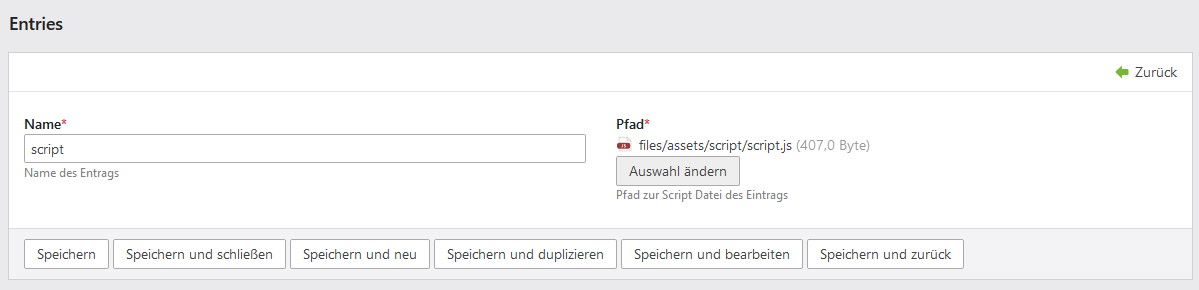 Entries
Zurück
Name*
script
Name des Entrags
Pfad*
JS files/assets/script/script.js (407,0 Byte)
Auswahl ändern
Pfad zur Script Datei des Eintrags
Speichern Speichern und schließen Speichern und neu Speichern und duplizieren Speichern und bearbeiten Speichern und zurück